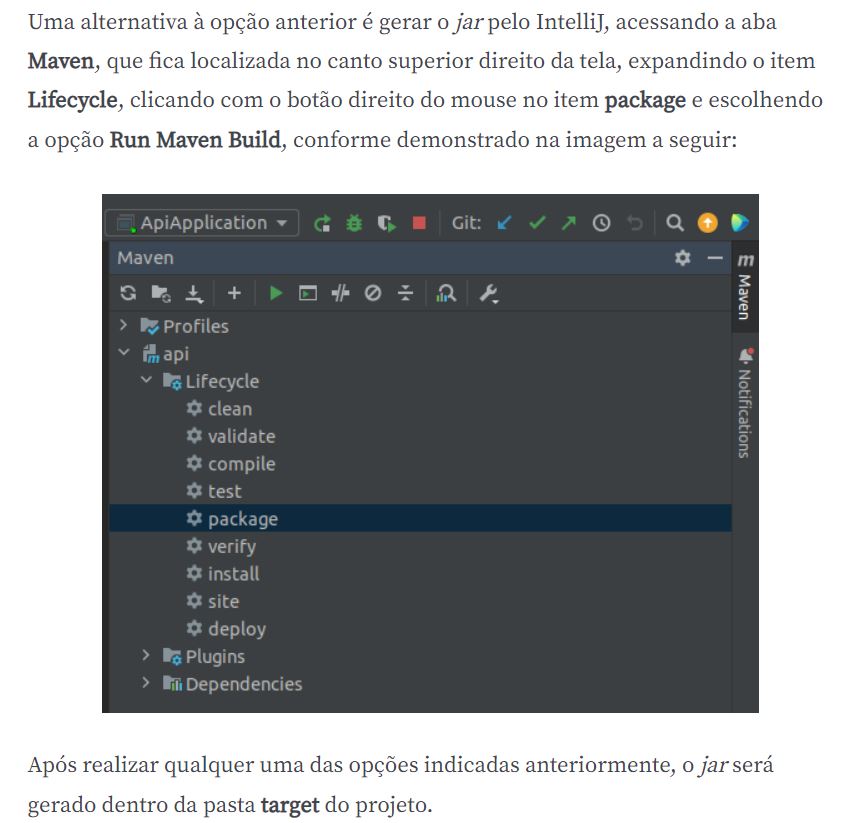 Uma alternativa à opção anterior é gerar o jar pelo IntelliJ, acessando a aba
Maven, que fica localizada no canto superior direito da tela, expandindo o item
Lifecycle, clicando com o botão direito do mouse no item package e escolhendo
a opção Run Maven Build, conforme demonstrado na imagem a seguir:
ApiApplication Git:
Maven
Profiles
api
Lifecycle
clean
validate
compile
test
package
verify
install
site
deploy
Plugins
Dependencies
m Maven
Notifications
Após realizar qualquer uma das opções indicadas anteriormente, o jar será
gerado dentro da pasta target do projeto.